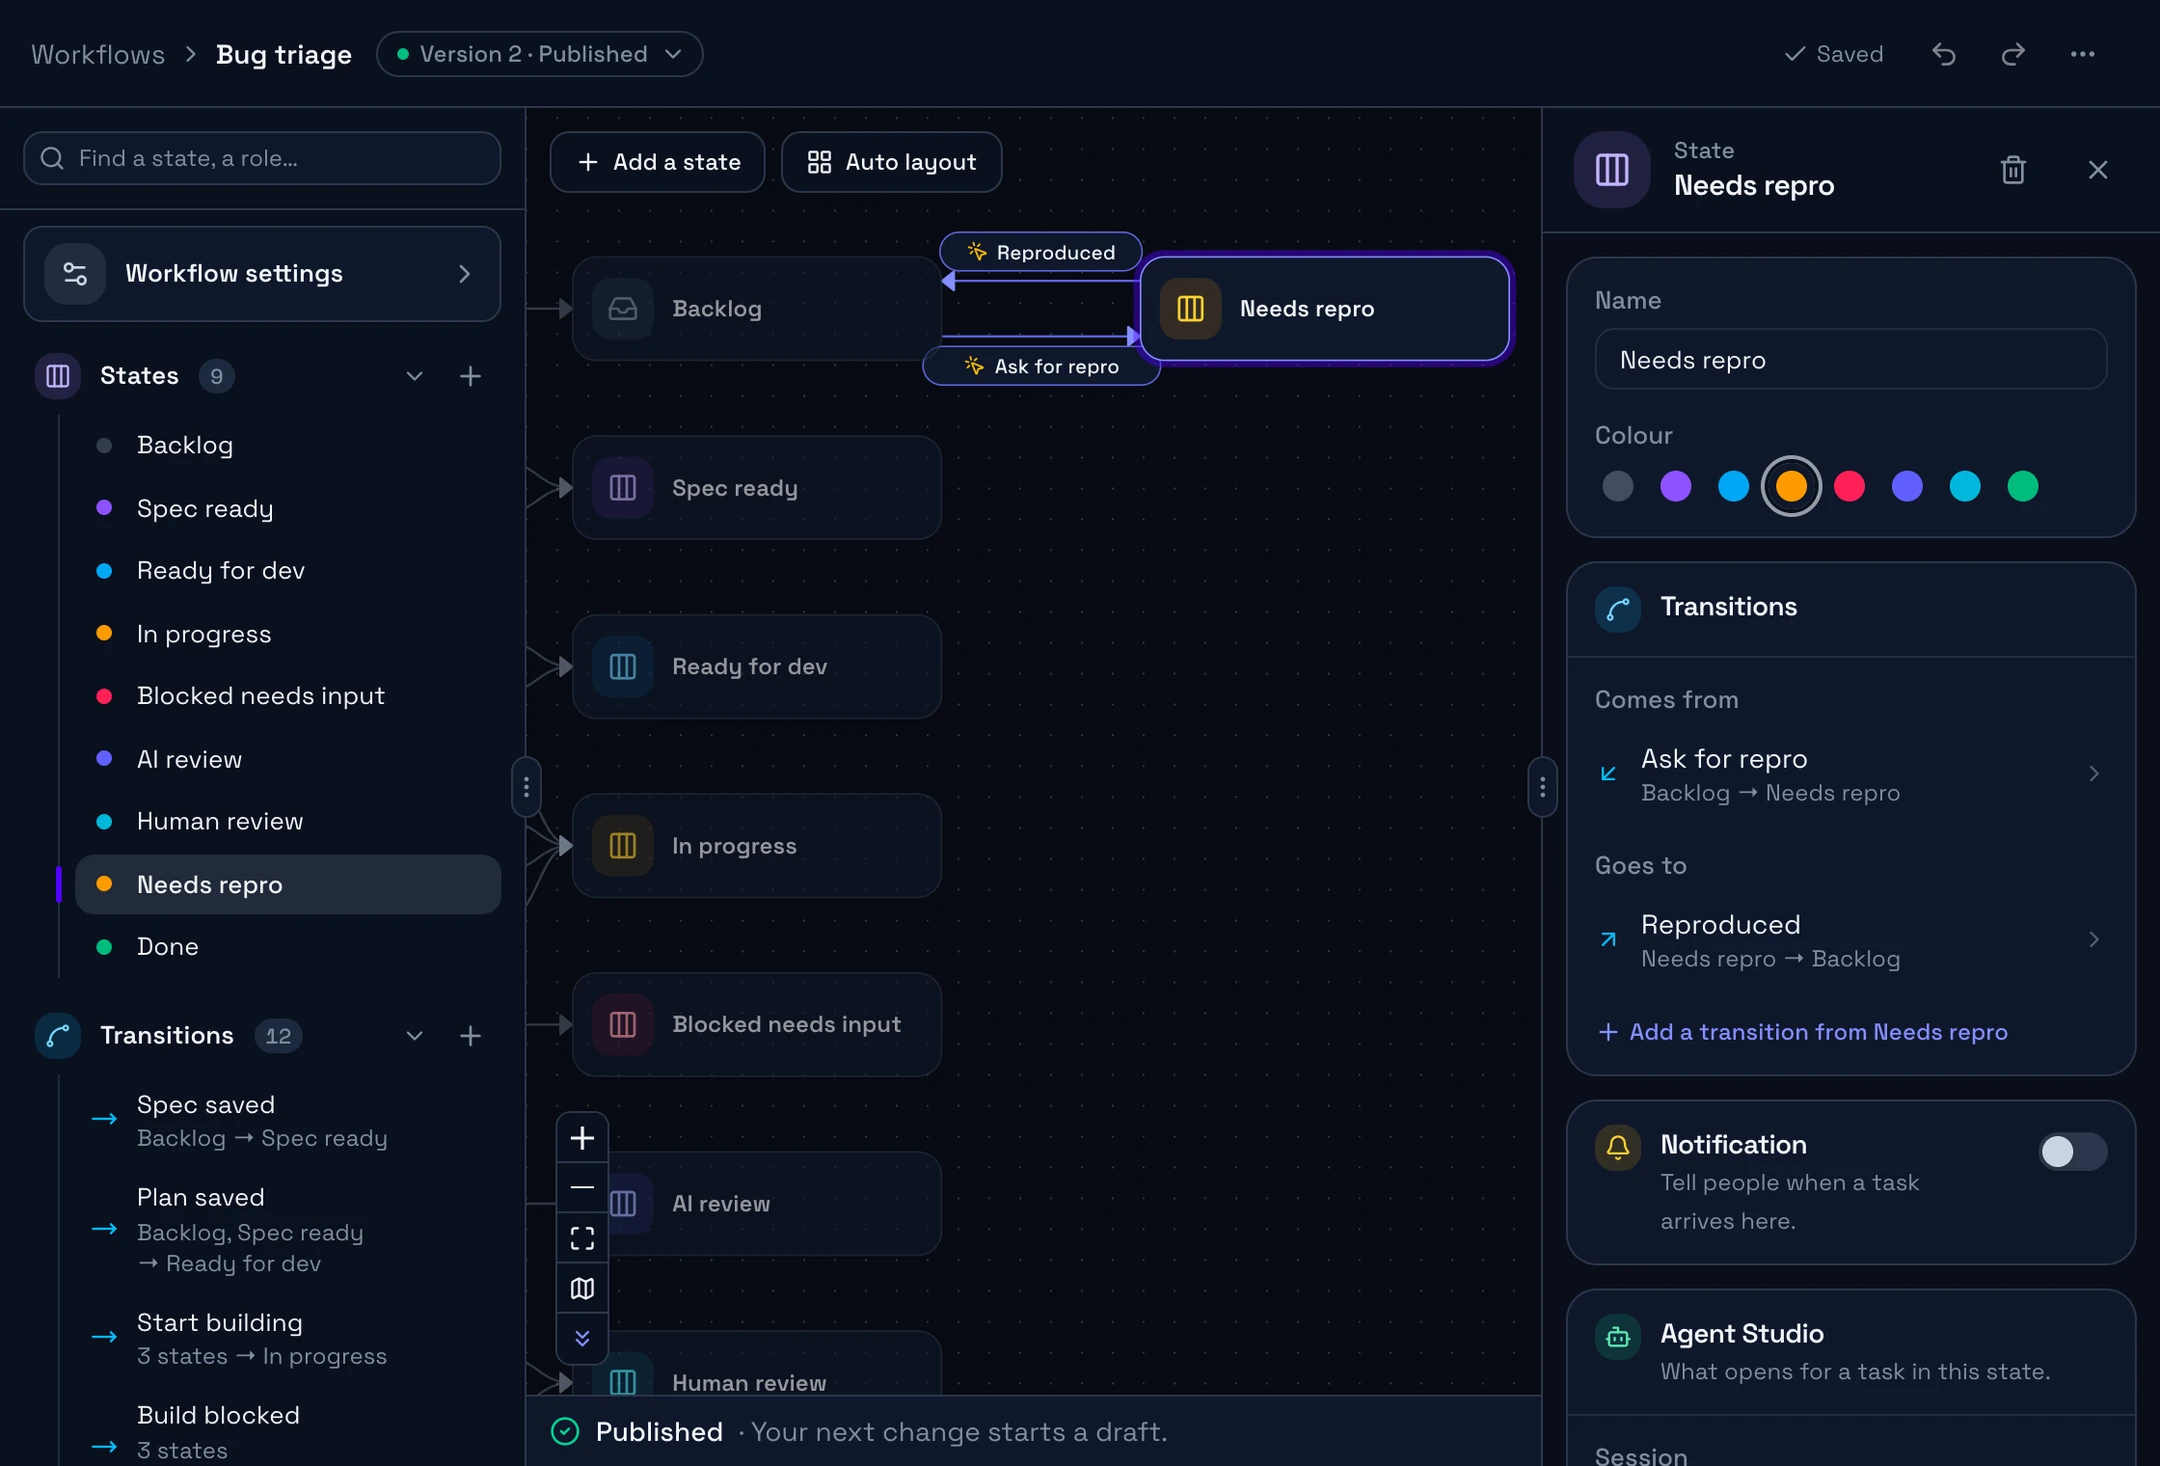 Workflows > Bug triage
Version 2 · Published
Saved
Find a state, a role...
Workflow settings
States 9
Backlog
Spec ready
Ready for dev
In progress
Blocked needs input
AI review
Human review
Needs repro
Done
Transitions 12
Spec saved
Backlog → Spec ready
Plan saved
Backlog, Spec ready
→ Ready for dev
Start building
3 states → In progress
Build blocked
3 states
Add a state
Auto layout
Reproduced
Backlog
Needs repro
Ask for repro
Spec ready
Ready for dev
In progress
Blocked needs input
AI review
Human review
Published · Your next change starts a draft.
State
Needs repro
Name
Needs repro
Colour
Transitions
Comes from
Ask for repro
Backlog → Needs repro
Goes to
Reproduced
Needs repro → Backlog
+ Add a transition from Needs repro
Notification
Tell people when a task
arrives here.
Agent Studio
What opens for a task in this state.
Session